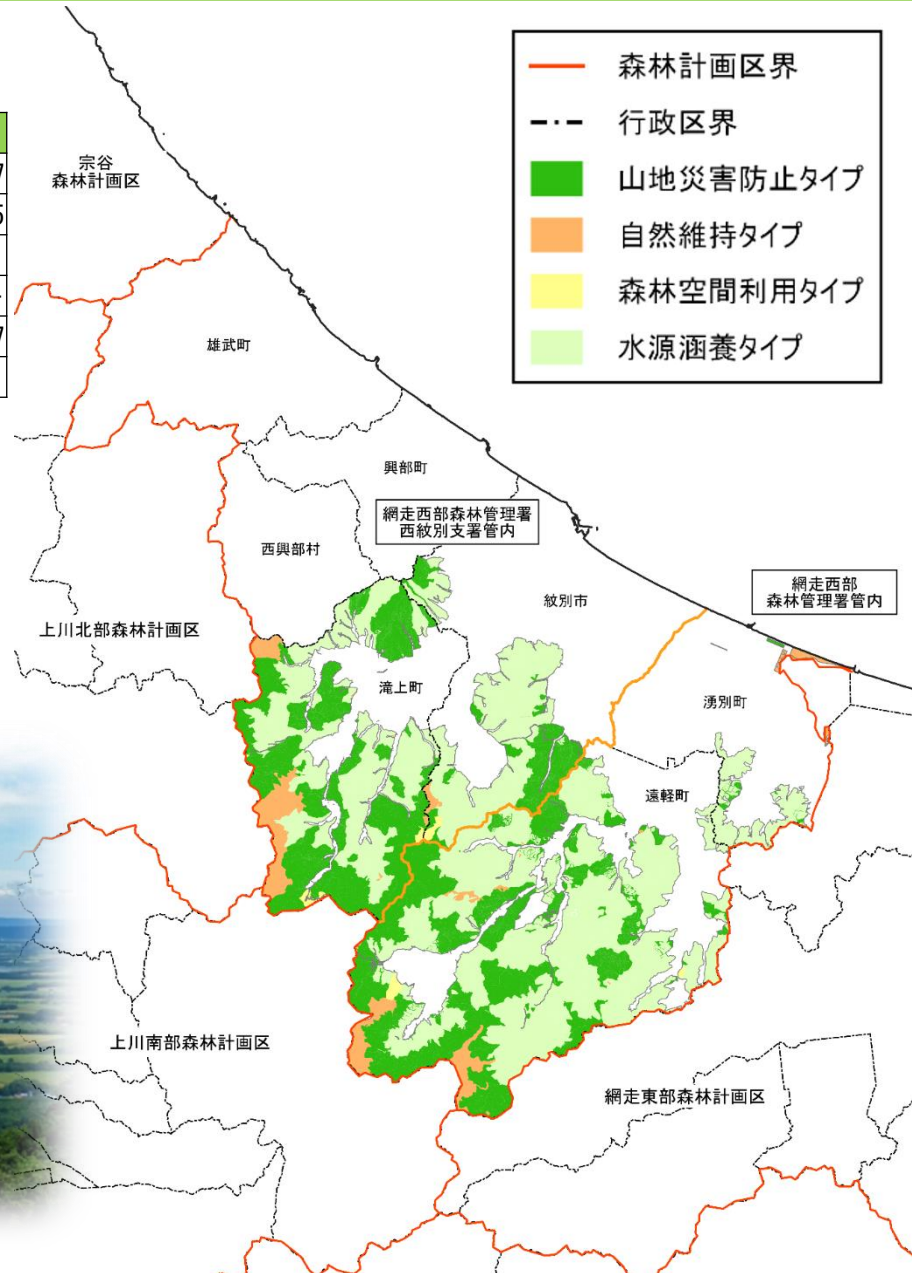 森林計画区界
行政区界
山地災害防止タイプ
自然維持タイプ
森林空間利用タイプ
水源涵養タイプ
宗谷
森林計画区
雄武町
興部町
網走西部森林管理署
西紋別支署管内
西興部村
紋別市
網走西部
森林管理署管内
上川北部森林計画区
滝上町
湧別町
遠軽町
上川南部森林計画区
網走東部森林計画区